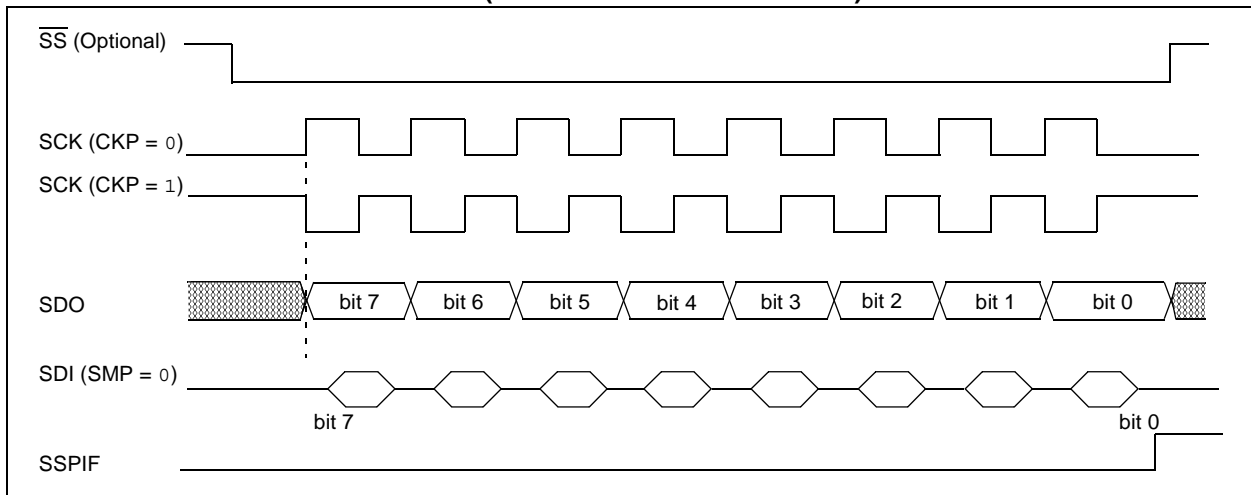 SS (Optional)
SCK (CKP = 0)
SCK (CKP = 1)
SDO bit 7 bit 6 bit 5 bit 4 bit 3 bit 2 bit 1 bit 0
SDI (SMP = 0)
bit 7 bit 0
SSPIF